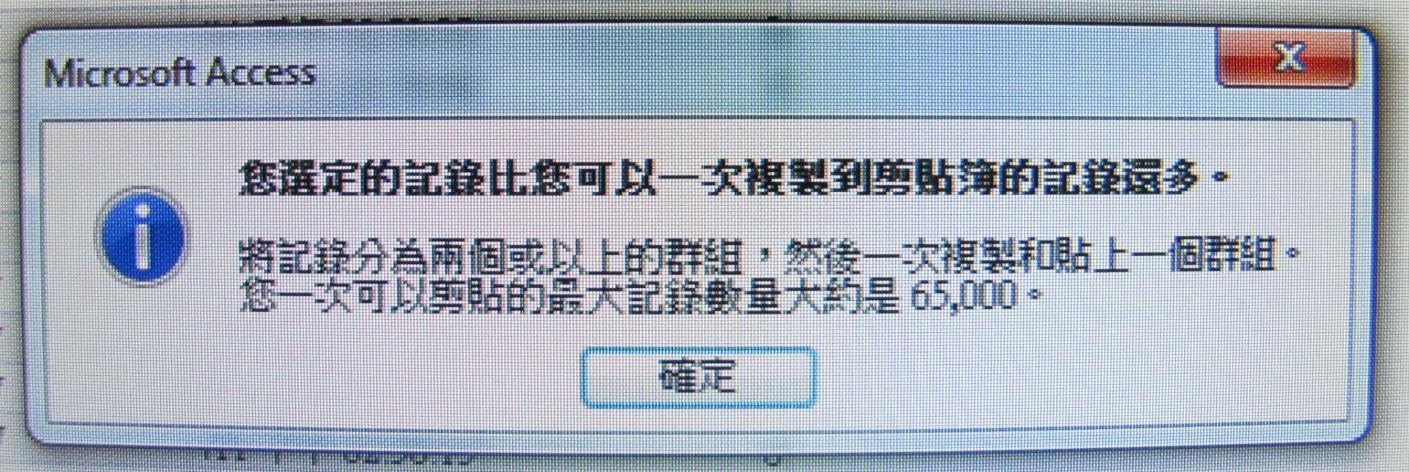 Microsoft Access
X
您選定的記錄比您可以一次複製到剪貼簿的記錄還多。
將記錄分為兩個或以上的群組，然後一次複製和貼上一個群組。
您一次可以剪貼的最大記錄數量大約是 65,000。
確定